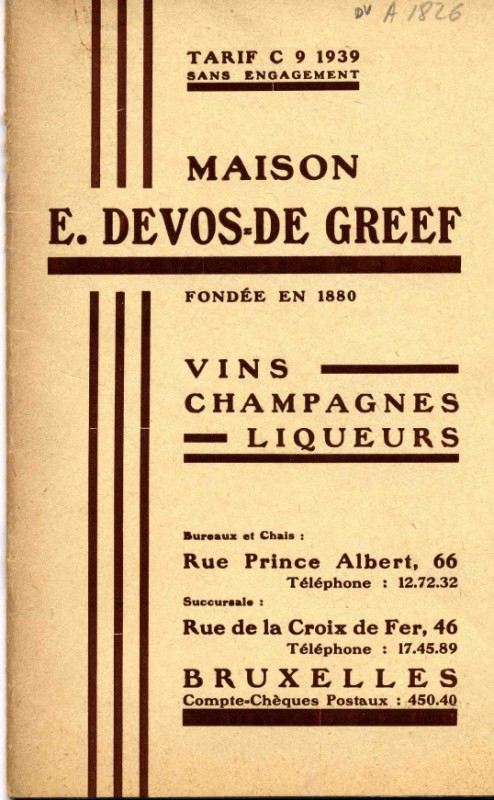 DV A 1826
TARIF C 9 1939
SANS ENGAGEMENT
MAISON
E. DEVOS-DE GREEF
FONDÉE EN 1880
VINS
CHAMPAGNES
LIQUEURS
Bureaux et Chais :
Rue Prince Albert, 66
Téléphone : 12.72.32
Succursale :
Rue de la Croix de Fer, 46
Téléphone : 17.45.89
BRUXELLES
Compte-Chèques Postaux : 450.40